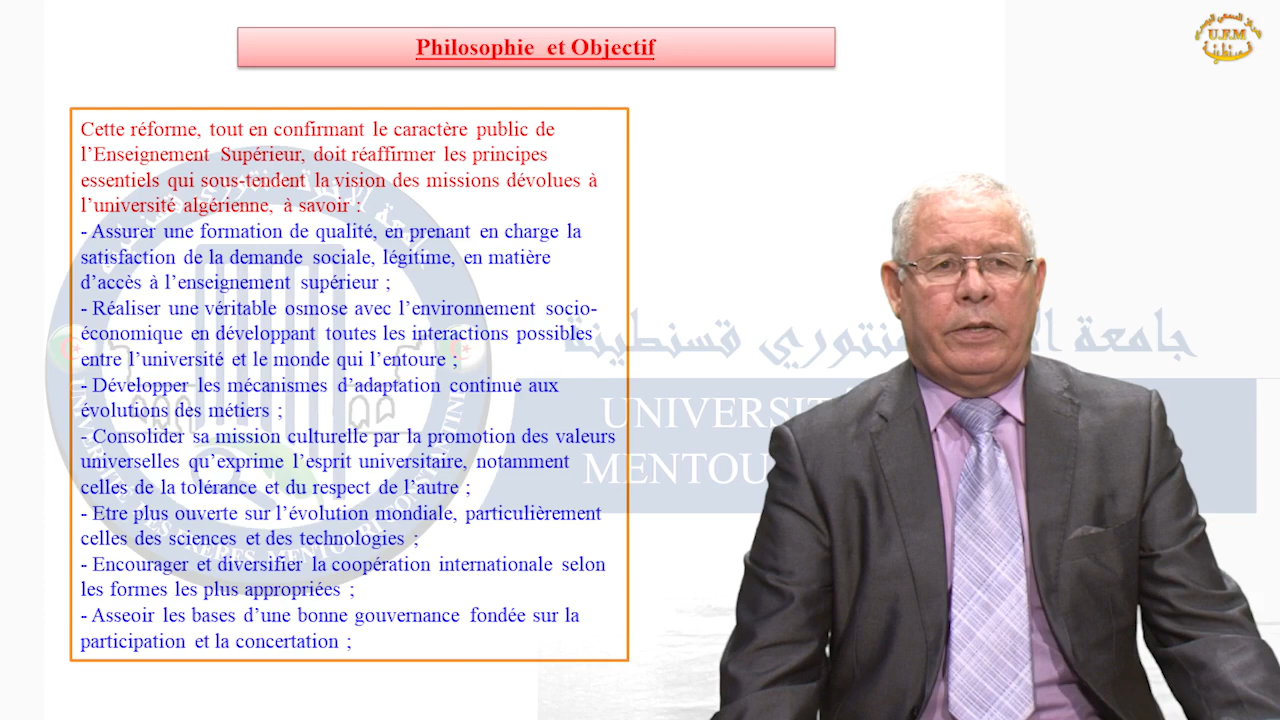 Philosophie et Objectif
U.F.M
Cette réforme, tout en confirmant le caractère public de
l’Enseignement Supérieur, doit réaffirmer les principes
essentiels qui sous-tendent la vision des missions dévolues à
l’université algérienne, à savoir :
- Assurer une formation de qualité, en prenant en charge la
satisfaction de la demande sociale, légitime, en matière
d’accès à l’enseignement supérieur ;
- Réaliser une véritable osmose avec l’environnement socio-
économique en développant toutes les interactions possibles
entre l’université et le monde qui l’entoure ;
- Développer les mécanismes d’adaptation continue aux
évolutions des métiers ;
- Consolider sa mission culturelle par la promotion des valeurs
universelles qu’exprime l’esprit universitaire, notamment
celles de la tolérance et du respect de l’autre ;
- Etre plus ouverte sur l’évolution mondiale, particulièrement
celles des sciences et des technologies ;
- Encourager et diversifier la coopération internationale selon
les formes les plus appropriées ;
- Asseoir les bases d’une bonne gouvernance fondée sur la
participation et la concertation ;
جامعة منتوري قسنطينة
UNIVERSIT
MENTOU